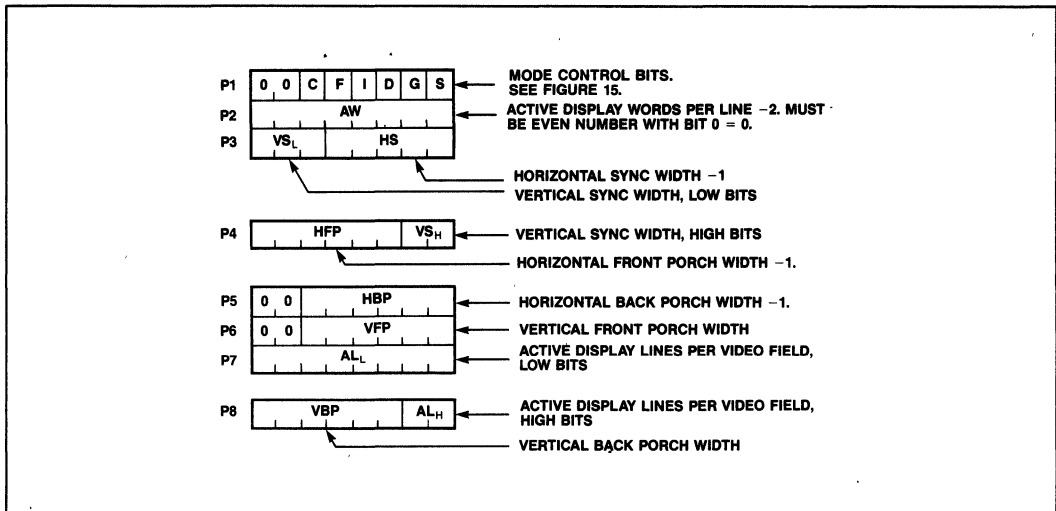 P1 0 0 C F I D G S MODE CONTROL BITS.
SEE FIGURE 15.
P2 AW ACTIVE DISPLAY WORDS PER LINE −2. MUST
BE EVEN NUMBER WITH BIT 0 = 0.
P3 VSL HS
HORIZONTAL SYNC WIDTH −1
VERTICAL SYNC WIDTH, LOW BITS
P4 HFP VSH VERTICAL SYNC WIDTH, HIGH BITS
HORIZONTAL FRONT PORCH WIDTH −1.
P5 0 0 HBP HORIZONTAL BACK PORCH WIDTH −1.
P6 0 0 VFP VERTICAL FRONT PORCH WIDTH
P7 ALL ACTIVE DISPLAY LINES PER VIDEO FIELD,
LOW BITS
P8 VBP ALH ACTIVE DISPLAY LINES PER VIDEO FIELD,
HIGH BITS
VERTICAL BACK PORCH WIDTH